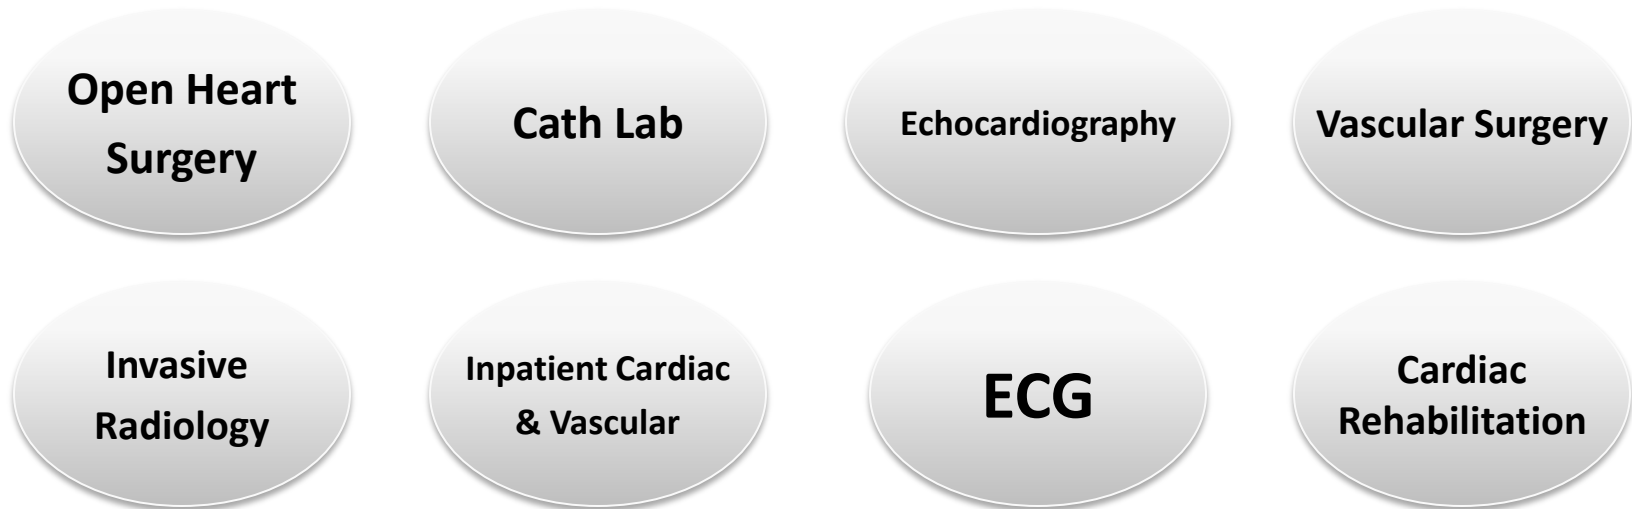 Open Heart
Surgery
Cath Lab
Echocardiography
Vascular Surgery
Invasive
Radiology
Inpatient Cardiac
& Vascular
ECG
Cardiac
Rehabilitation